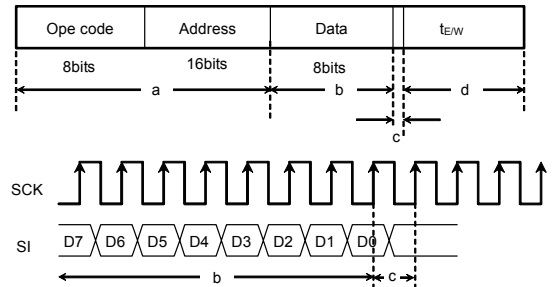 Ope code Address Data tE/W
8bits 16bits 8bits
a b d
c
SCK
SI D7 D6 D5 D4 D3 D2 D1 D0
b c